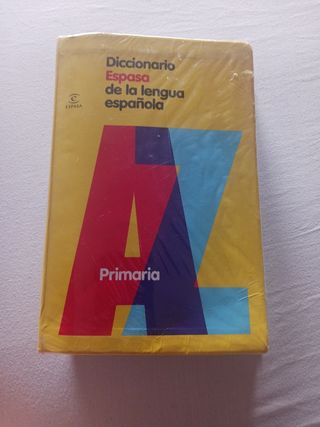 Diccionario
Espasa
de la lengua
española
ESPASA
AZ
Primaria